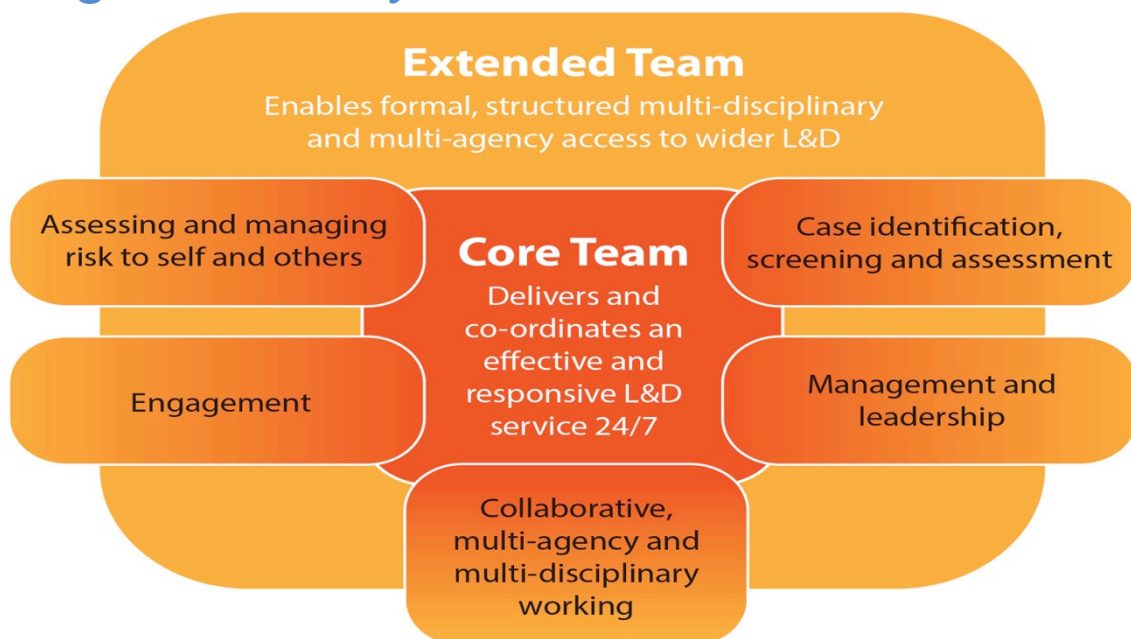 Extended Team
Enables formal, structured multi-disciplinary
and multi-agency access to wider L&D
Assessing and managing
risk to self and others
Core Team
Delivers and
co-ordinates an
effective and
responsive L&D
service 24/7
Case identification,
screening and assessment
Engagement
Management and
leadership
Collaborative,
multi-agency and
multi-disciplinary
working